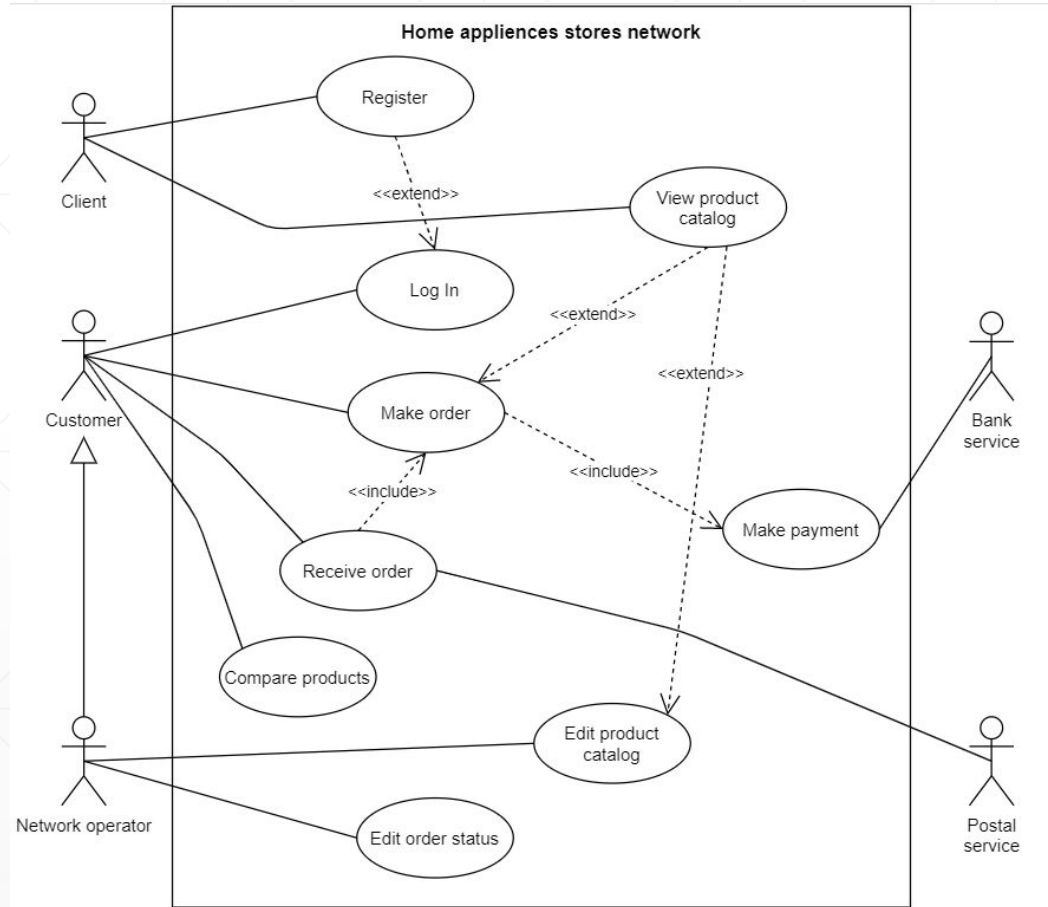 Home appliences stores network
Register
Client
<<extend>>
View product
catalog
Log In
<<extend>>
<<extend>>
Customer
Make order
Bank
service
<<include>>
<<include>>
Make payment
Receive order
Compare products
Edit product
catalog
Network operator
Edit order status
Postal
service